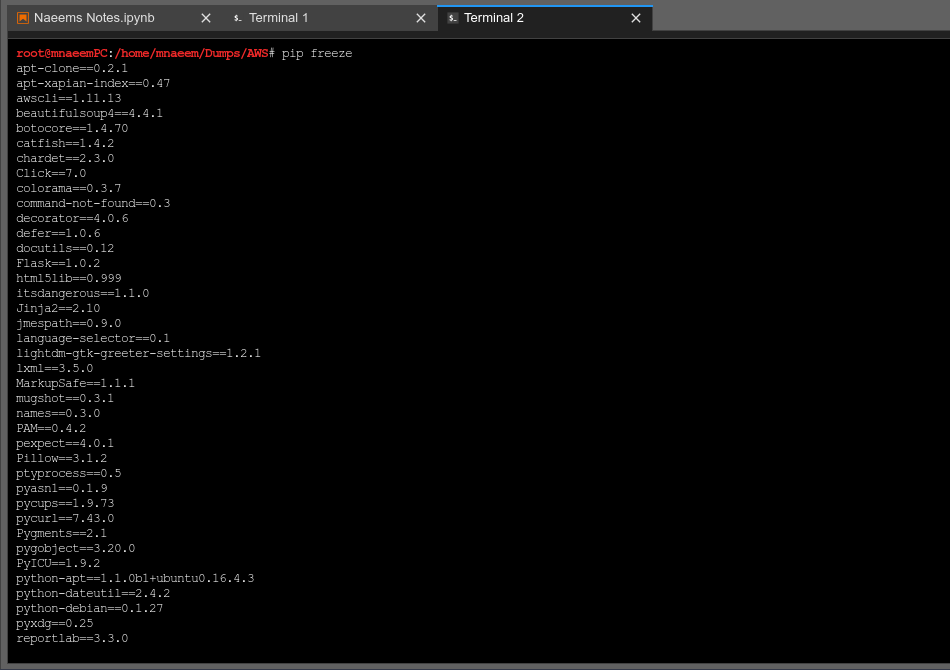 Naeems Notes.ipynb
Terminal 1
Terminal 2
root@mnaeemPC:/home/mnaeem/Dumps/AWS# pip freeze
apt-clone==0.2.1
apt-xapian-index==0.47
awscli==1.11.13
beautifulsoup4==4.4.1
botocore==1.4.70
catfish==1.4.2
chardet==2.3.0
Click==7.0
colorama==0.3.7
command-not-found==0.3
decorator==4.0.6
defer==1.0.6
docutils==0.12
Flask==1.0.2
html5lib==0.999
itsdangerous==1.1.0
Jinja2==2.10
jmespath==0.9.0
language-selector==0.1
lightdm-gtk-greeter-settings==1.2.1
lxml==3.5.0
MarkupSafe==1.1.1
mugshot==0.3.1
names==0.3.0
PAM==0.4.2
pexpect==4.0.1
Pillow==3.1.2
ptyprocess==0.5
pyasn1==0.1.9
pycups==1.9.73
pycurl==7.43.0
Pygments==2.1
pygobject==3.20.0
PyICU==1.9.2
python-apt==1.1.0b1+ubuntu0.16.4.3
python-dateutil==2.4.2
python-debian==0.1.27
pyxdg==0.25
reportlab==3.3.0